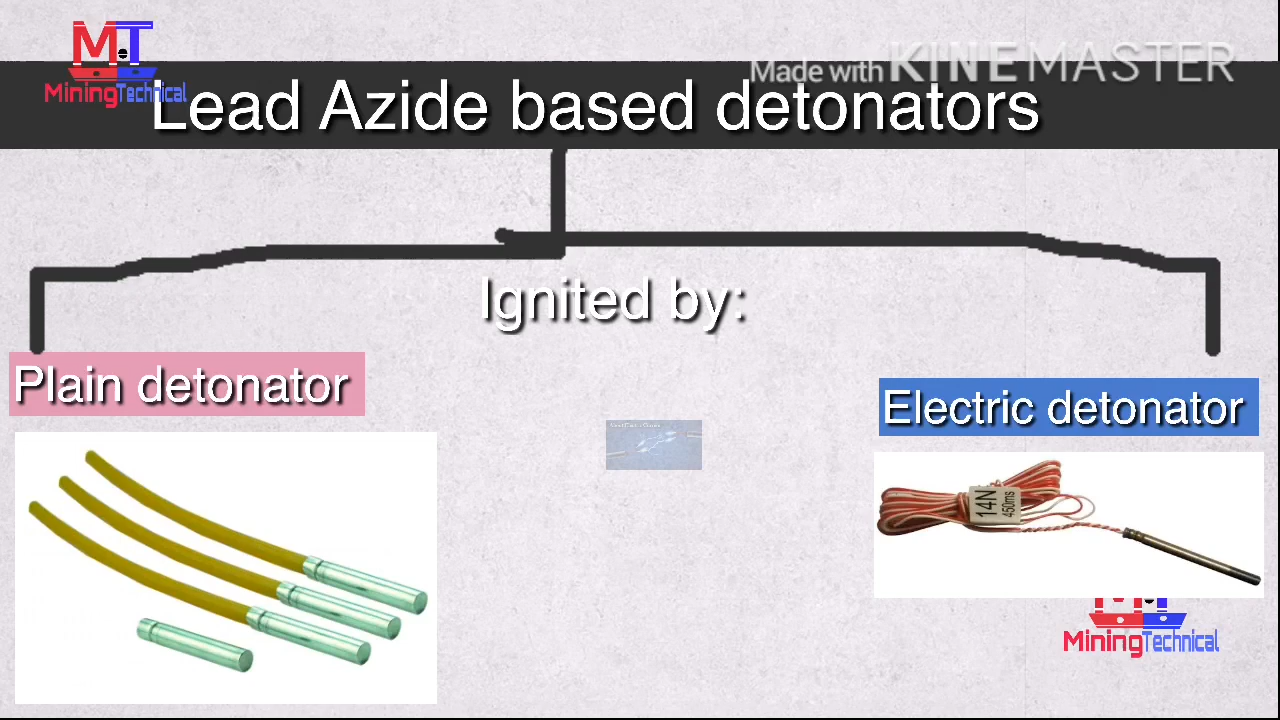 MT
MiningTechnical
Made with KINEMASTER
Lead Azide based detonators
Ignited by:
Plain detonator
Electric detonator
14N
450ms
MiningTechnical